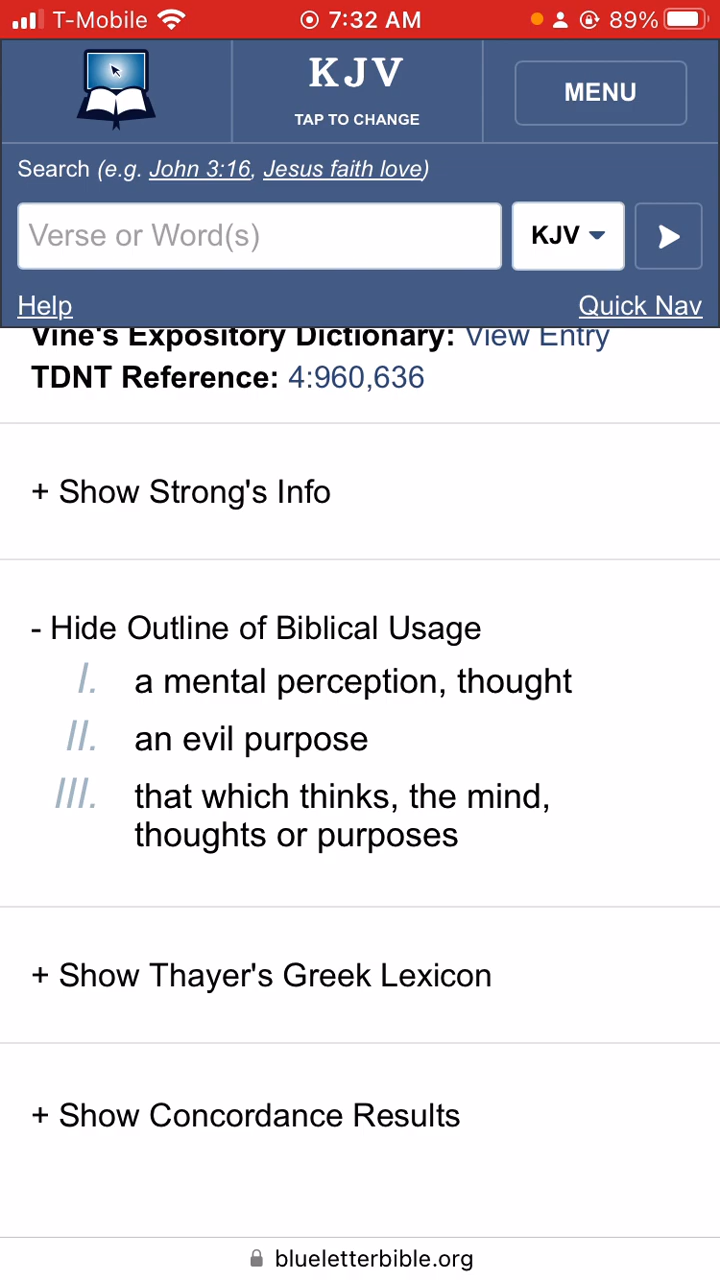 T-Mobile 7:32 AM 89%
KJV
TAP TO CHANGE
MENU
Search (e.g. John 3:16, Jesus faith love)
Verse or Word(s) KJV
Help Quick Nav
Vine's Expository Dictionary: View Entry
TDNT Reference: 4:960,636
+ Show Strong's Info
- Hide Outline of Biblical Usage
I. a mental perception, thought
II. an evil purpose
III. that which thinks, the mind,
thoughts or purposes
+ Show Thayer's Greek Lexicon
+ Show Concordance Results
blueletterbible.org